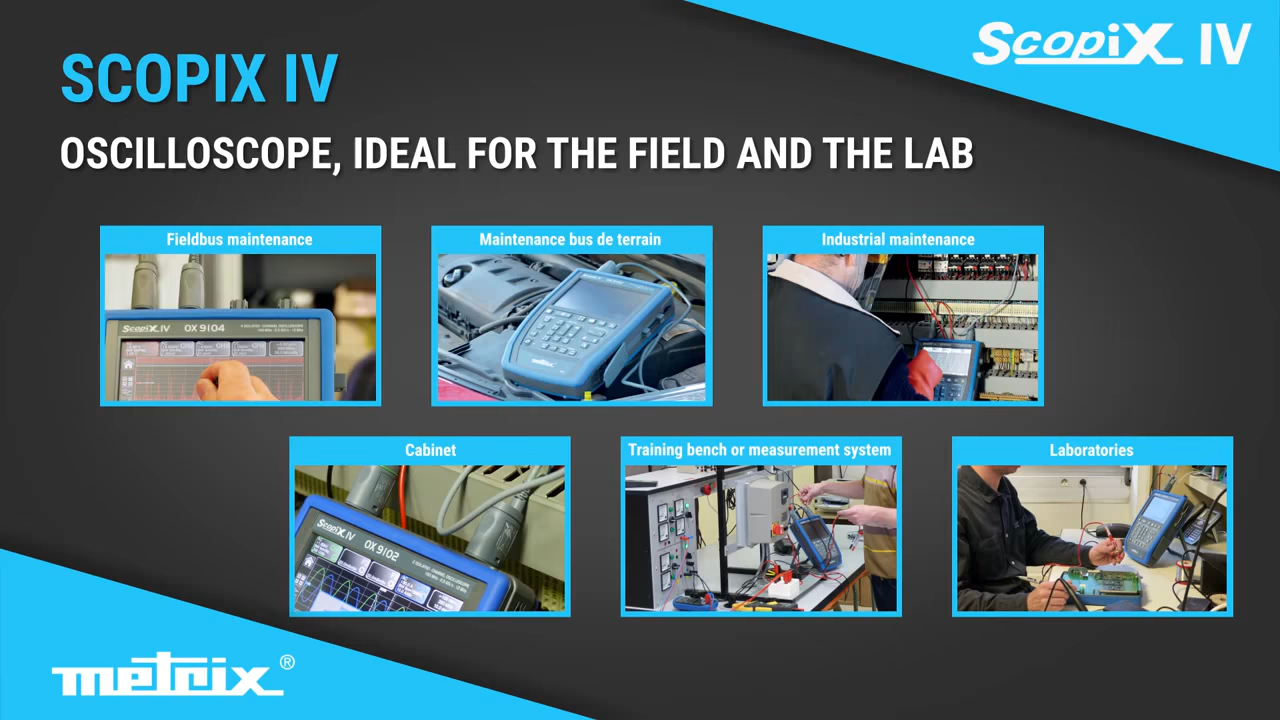 ScopiX IV
SCOPIX IV
OSCILLOSCOPE, IDEAL FOR THE FIELD AND THE LAB
Fieldbus maintenance
ScopiX IV OX 9104
Maintenance bus de terrain
metrix
Industrial maintenance
Cabinet
ScopiX IV OX 9102
Training bench or measurement system
Laboratories
metrix®